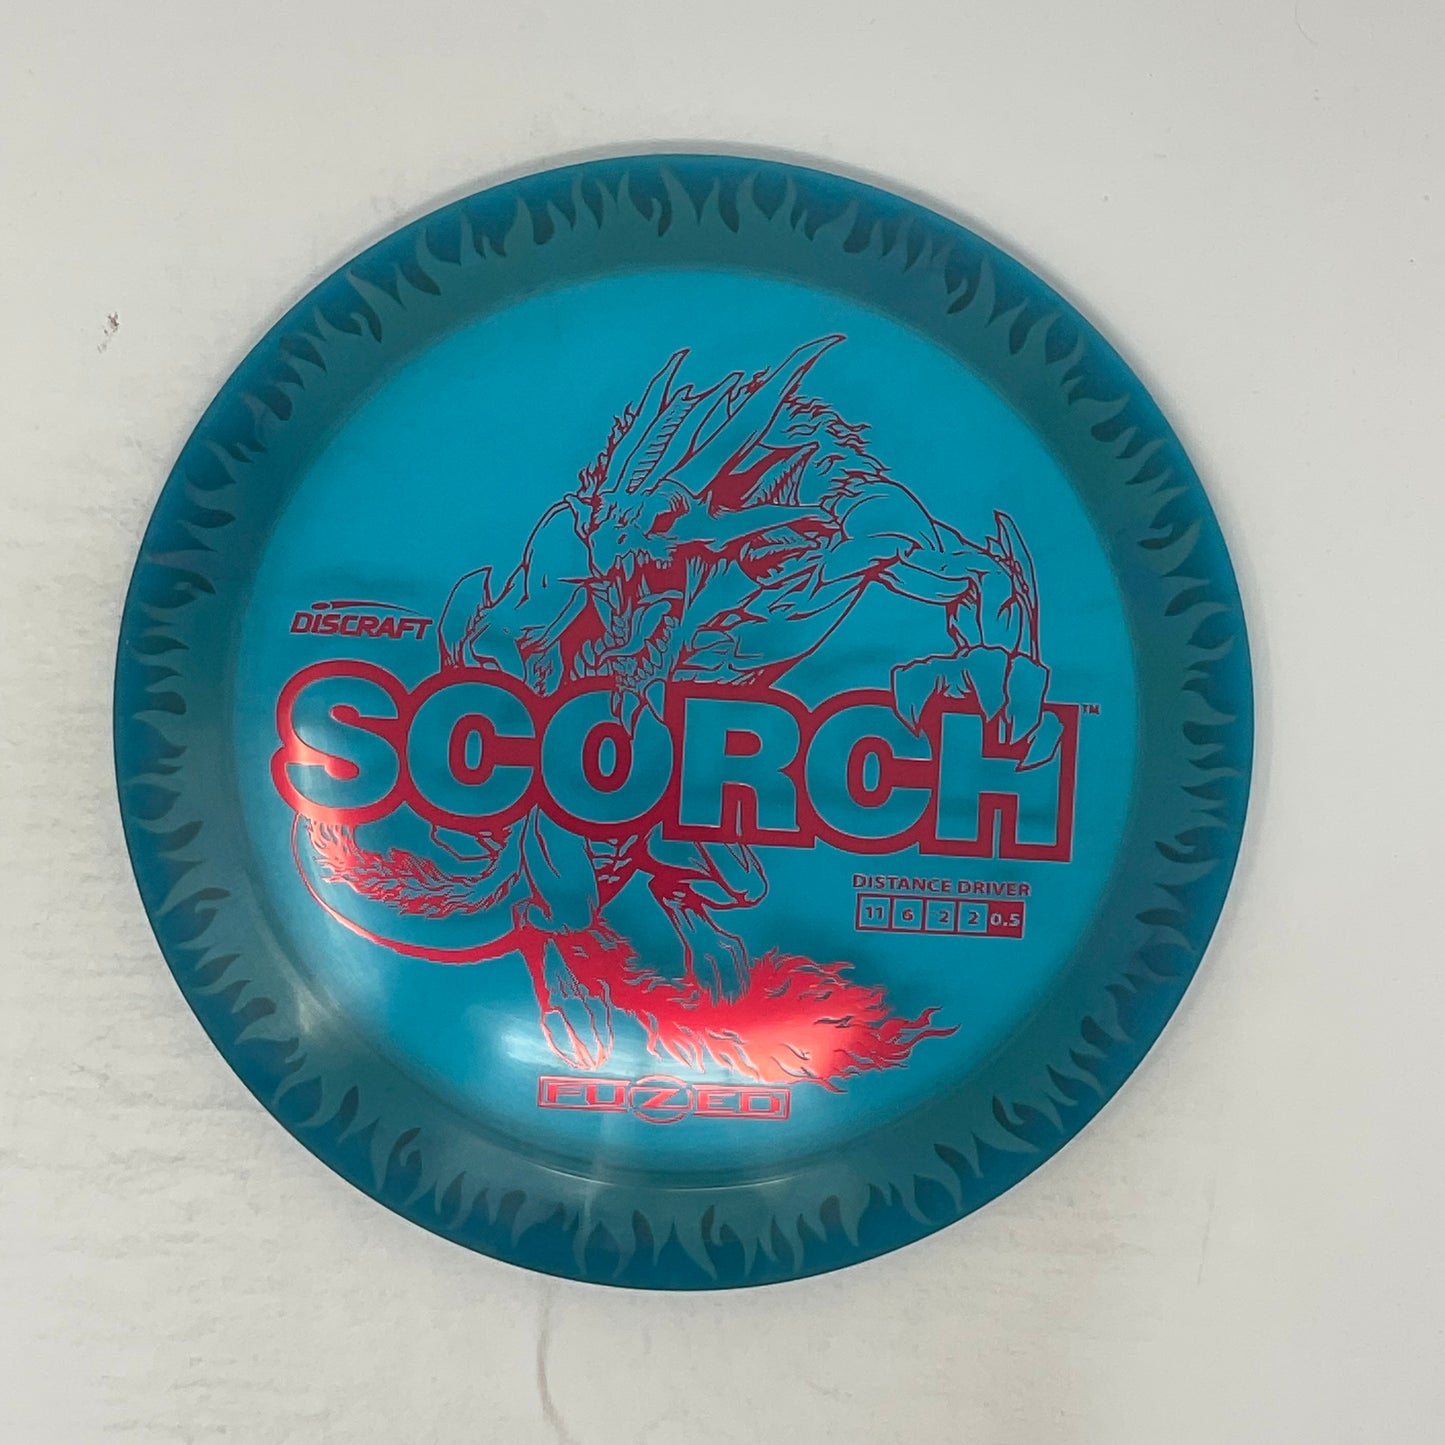 DISCRAFT
SCORCH™
DISTANCE DRIVER
11 6 -2 2 0.5
FUZED